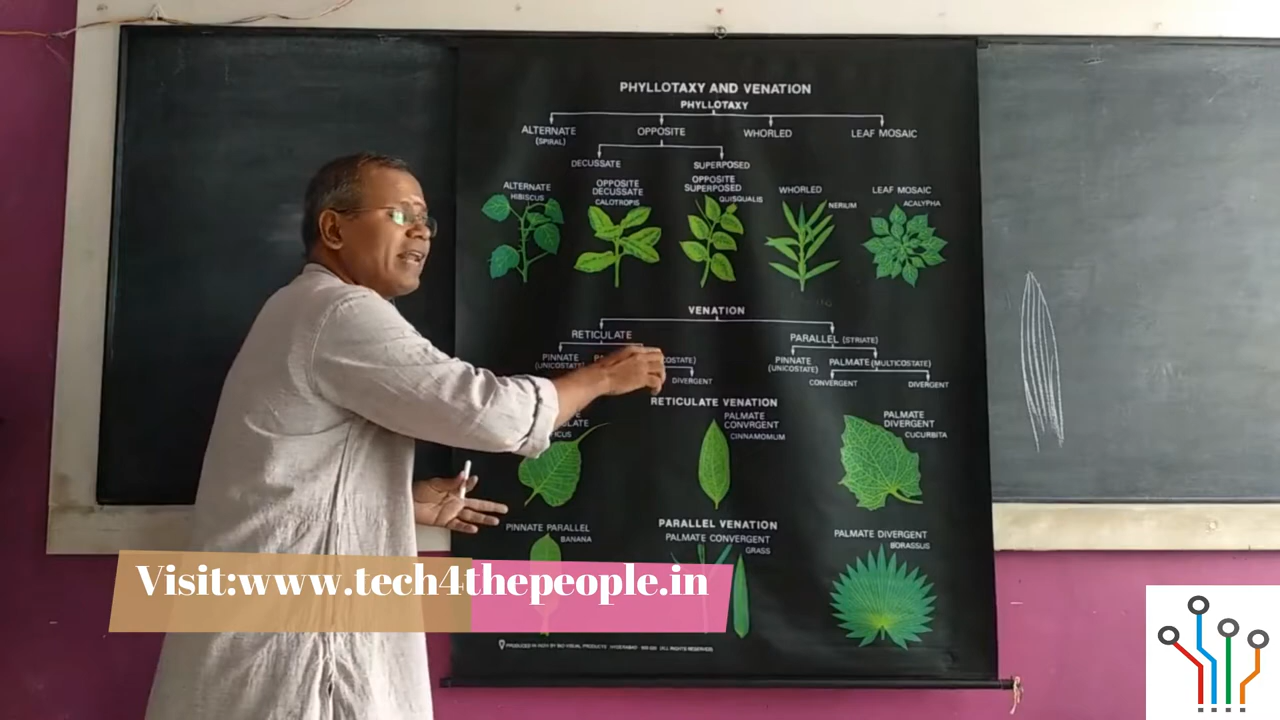 PHYLLOTAXY AND VENATION
PHYLLOTAXY
ALTERNATE
(SPIRAL)
OPPOSITE
WHORLED
LEAF MOSAIC
DECUSSATE
SUPERPOSED
ALTERNATE
HIBISCUS
OPPOSITE
DECUSSATE
CALOTROPIS
OPPOSITE
SUPERPOSED
QUISQUALIS
WHORLED
NERIUM
LEAF MOSAIC
ACALYPHA
VENATION
RETICULATE
PARALLEL (STRIATE)
PINNATE
(UNICOSTATE)
DIVERGENT
PINNATE
(UNICOSTATE)
PALMATE (MULTICOSTATE)
CONVERGENT
DIVERGENT
RETICULATE VENATION
FICUS
PALMATE
CONVRGENT
CINNAMOMUM
PALMATE
DIVERGENT
CUCURBITA
PARALLEL VENATION
PINNATE PARALLEL
BANANA
PALMATE CONVERGENT
GRASS
PALMATE DIVERGENT
BORASSUS
Visit:www.tech4thepeople.in